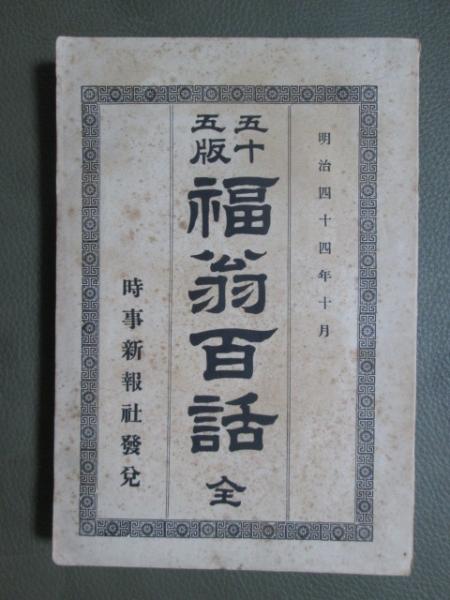 明治四十四年十月
五十五版
福翁百話 全
時事新報社發兌